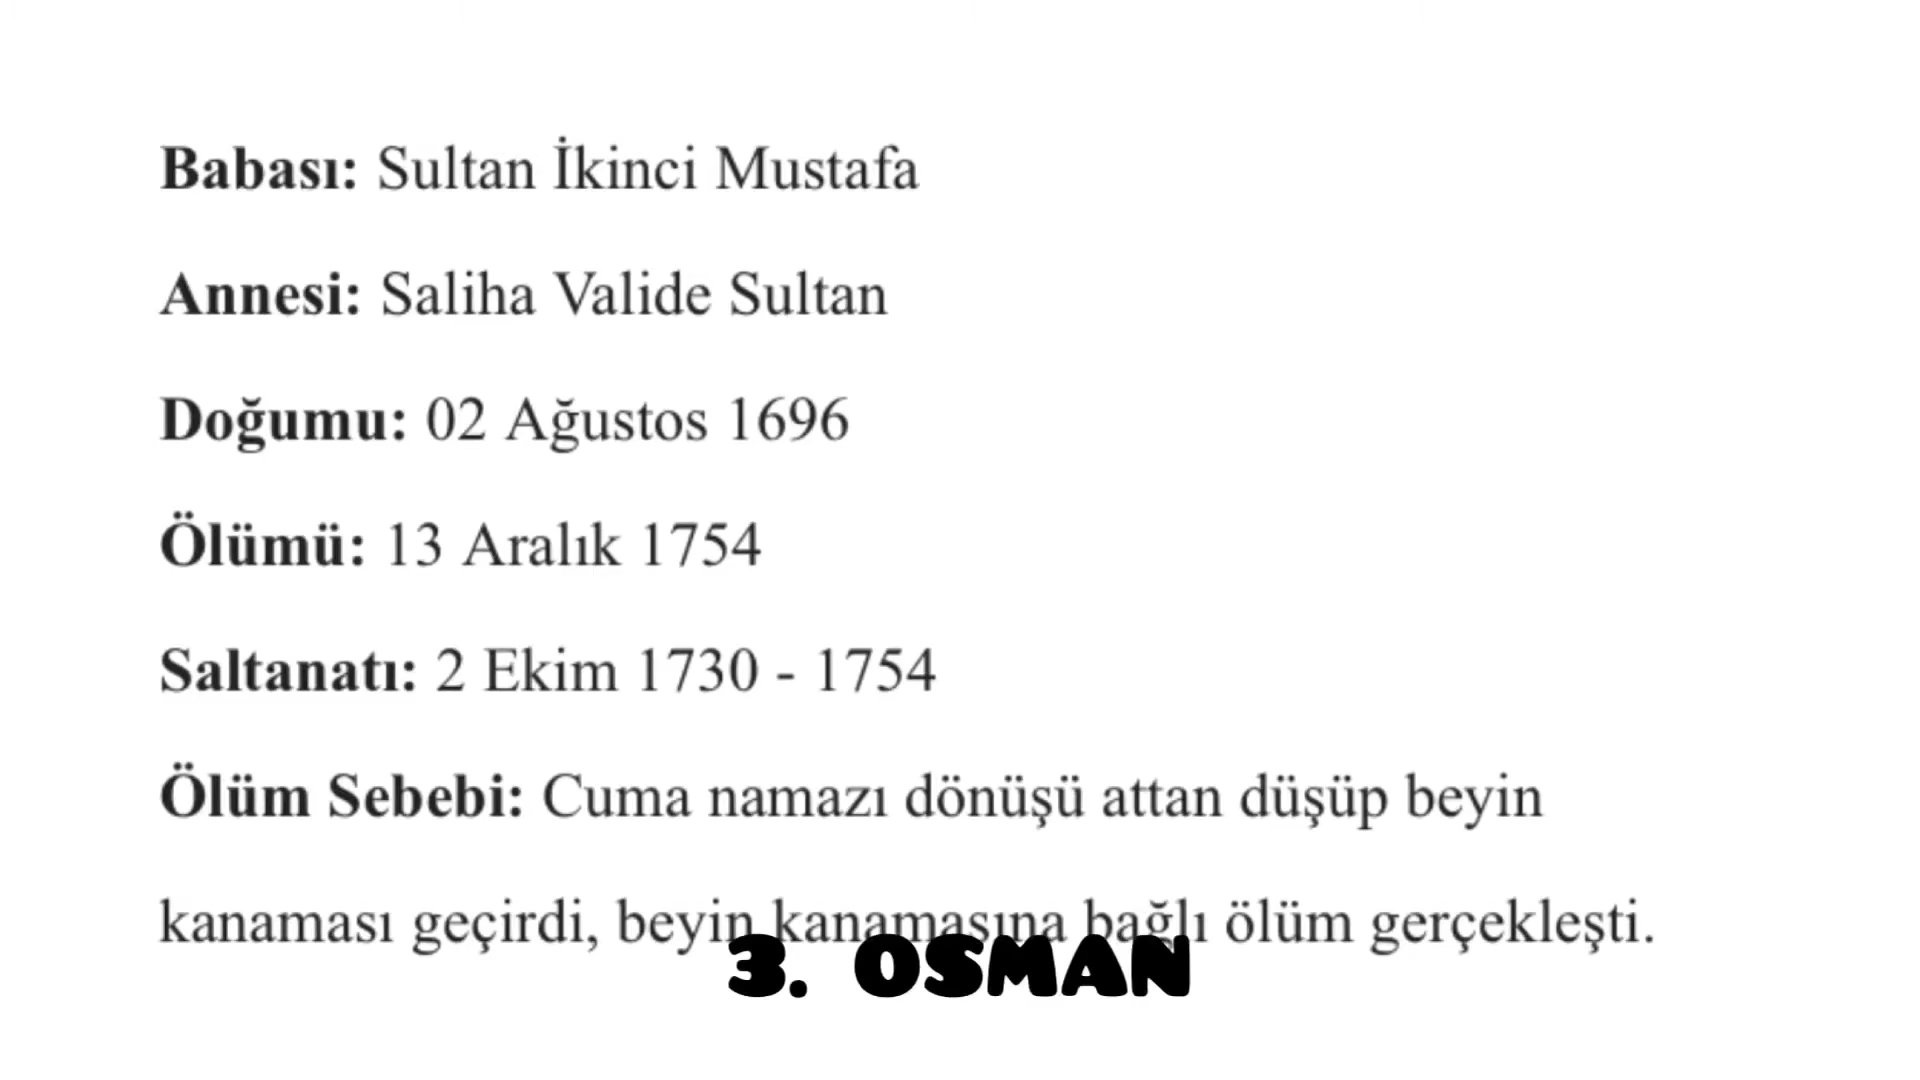 Babası: Sultan İkinci Mustafa
Annesi: Saliha Valide Sultan
Doğumu: 02 Ağustos 1696
Ölümü: 13 Aralık 1754
Saltanatı: 2 Ekim 1730 - 1754
Ölüm Sebebi: Cuma namazı dönüşü attan düşüp beyin
kanaması geçirdi, beyin kanamasına bağlı ölüm gerçekleşti.
3. OSMAN